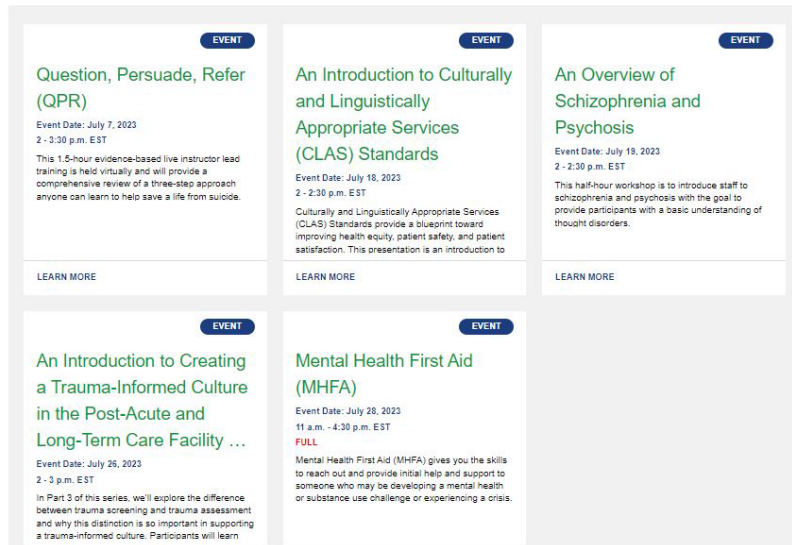 EVENT
Question, Persuade, Refer
(QPR)
Event Date: July 7, 2023
2 - 3:30 p.m. EST
This 1.5-hour evidence-based live instructor lead
training is held virtually and will provide a
comprehensive review of a three-step approach
anyone can learn to help save a life from suicide.
LEARN MORE
EVENT
An Introduction to Culturally
and Linguistically
Appropriate Services
(CLAS) Standards
Event Date: July 18, 2023
2 - 2:30 p.m. EST
Culturally and Linguistically Appropriate Services
(CLAS) Standards provide a blueprint toward
improving health equity, patient safety, and patient
satisfaction. This presentation is an introduction to
LEARN MORE
EVENT
An Overview of
Schizophrenia and
Psychosis
Event Date: July 19, 2023
2 - 2:30 p.m. EST
This half-hour workshop is to introduce staff to
schizophrenia and psychosis with the goal to
provide participants with a basic understanding of
thought disorders.
LEARN MORE
EVENT
An Introduction to Creating
a Trauma-Informed Culture
in the Post-Acute and
Long-Term Care Facility ...
Event Date: July 26, 2023
2 - 3 p.m. EST
In Part 3 of this series, we'll explore the difference
between trauma screening and trauma assessment
and why this distinction is so important in supporting
a trauma-informed culture. Participants will learn
EVENT
Mental Health First Aid
(MHFA)
Event Date: July 28, 2023
11 a.m. - 4:30 p.m. EST
FULL
Mental Health First Aid (MHFA) gives you the skills
to reach out and provide initial help and support to
someone who may be developing a mental health
or substance use challenge or experiencing a crisis.